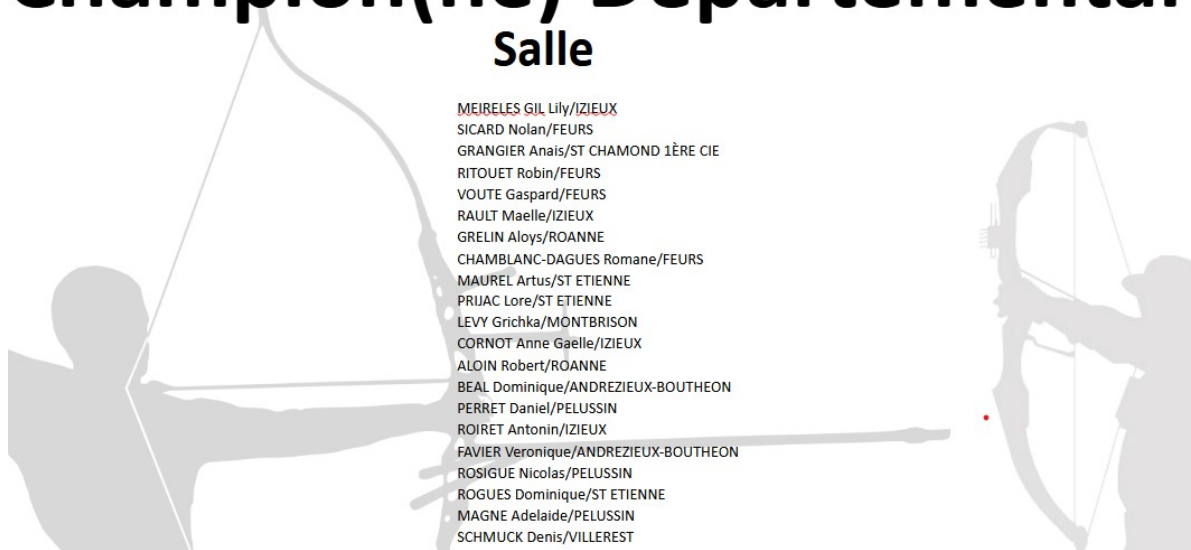 Champion(ne) Départemental
Salle
MEIRELES GIL Lily/IZIEUX
SICARD Nolan/FEURS
GRANGIER Anais/ST CHAMOND 1ÈRE CIE
RITOUET Robin/FEURS
VOUTE Gaspard/FEURS
RAULT Maelle/IZIEUX
GRELIN Aloys/ROANNE
CHAMBLANC-DAGUES Romane/FEURS
MAUREL Artus/ST ETIENNE
PRIJAC Lore/ST ETIENNE
LEVY Grichka/MONTBRISON
CORNOT Anne Gaelle/IZIEUX
ALOIN Robert/ROANNE
BEAL Dominique/ANDREZIEUX-BOUTHEON
PERRET Daniel/PELUSSIN
ROIRET Antonin/IZIEUX
FAVIER Veronique/ANDREZIEUX-BOUTHEON
ROSIGUE Nicolas/PELUSSIN
ROGUES Dominique/ST ETIENNE
MAGNE Adelaide/PELUSSIN
SCHMUCK Denis/VILLEREST